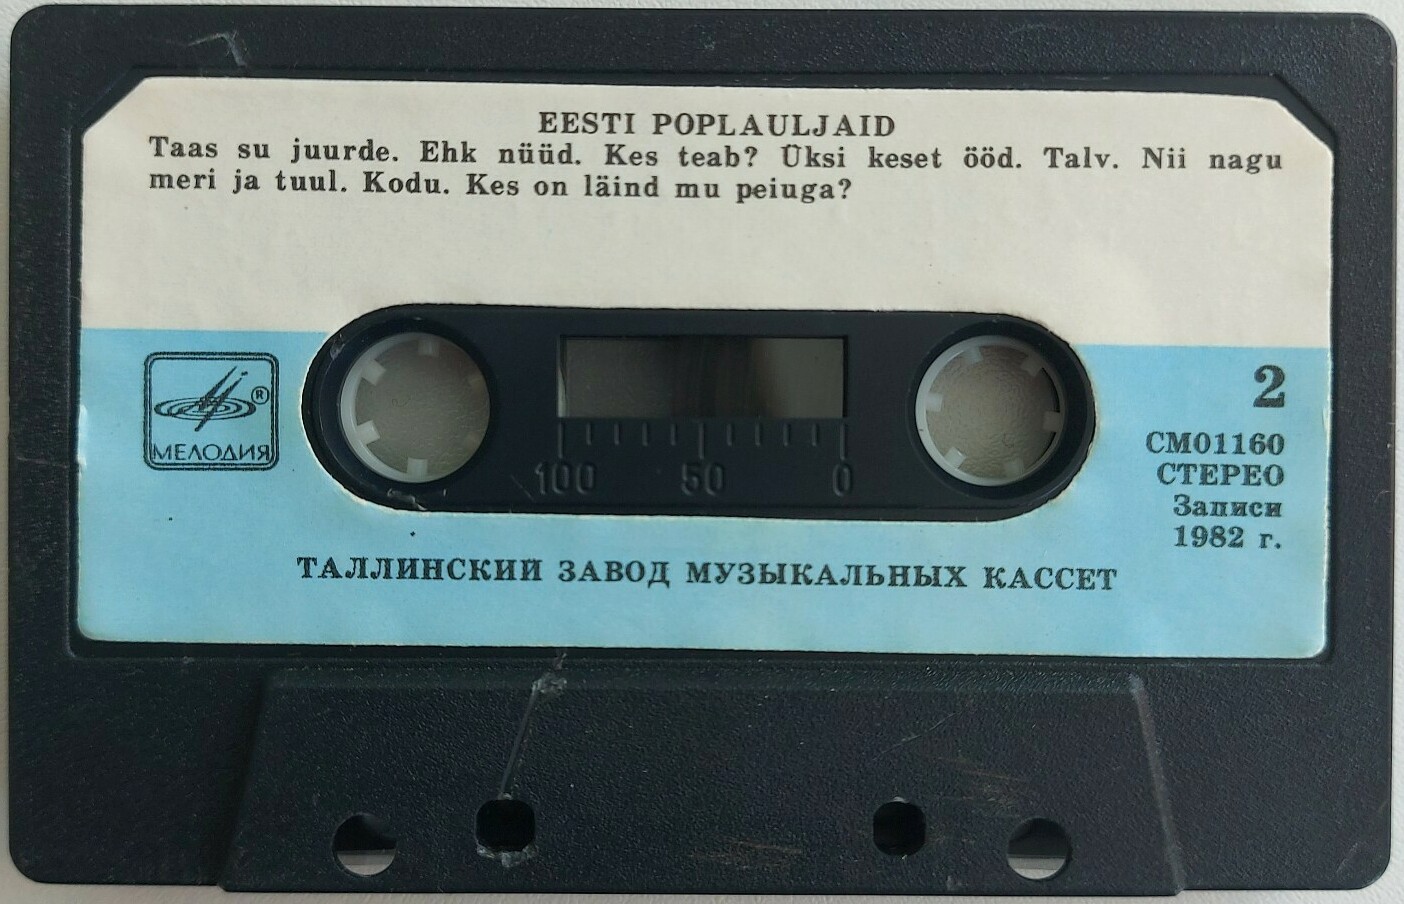 EESTI POPLAULJAID
Taas su juurde. Ehk nüüd. Kes teab? Üksi keset ööd. Talv. Nii nagu
meri ja tuul. Kodu. Kes on läind mu peiuga?
®
МЕЛОДИЯ
100 50 0
2
СМ01160
СТЕРЕО
Записи
1982 г.
ТАЛЛИНСКИЙ ЗАВОД МУЗЫКАЛЬНЫХ КАССЕТ